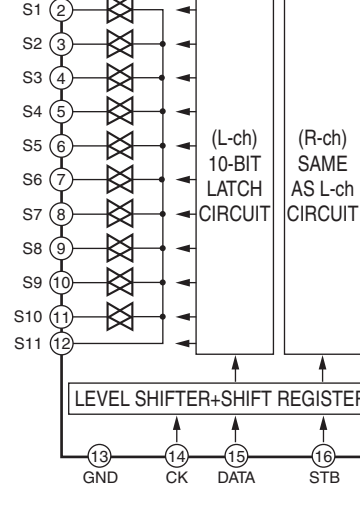 S1 2
S2 3
S3 4
S4 5
S5 6
S6 7
S7 8
S8 9
S9 10
S10 11
S11 12
(L-ch)
10-BIT
LATCH
CIRCUIT
(R-ch)
SAME
AS L-ch
CIRCUIT
LEVEL SHIFTER+SHIFT REGISTER
13 14 15 16
GND CK DATA STB